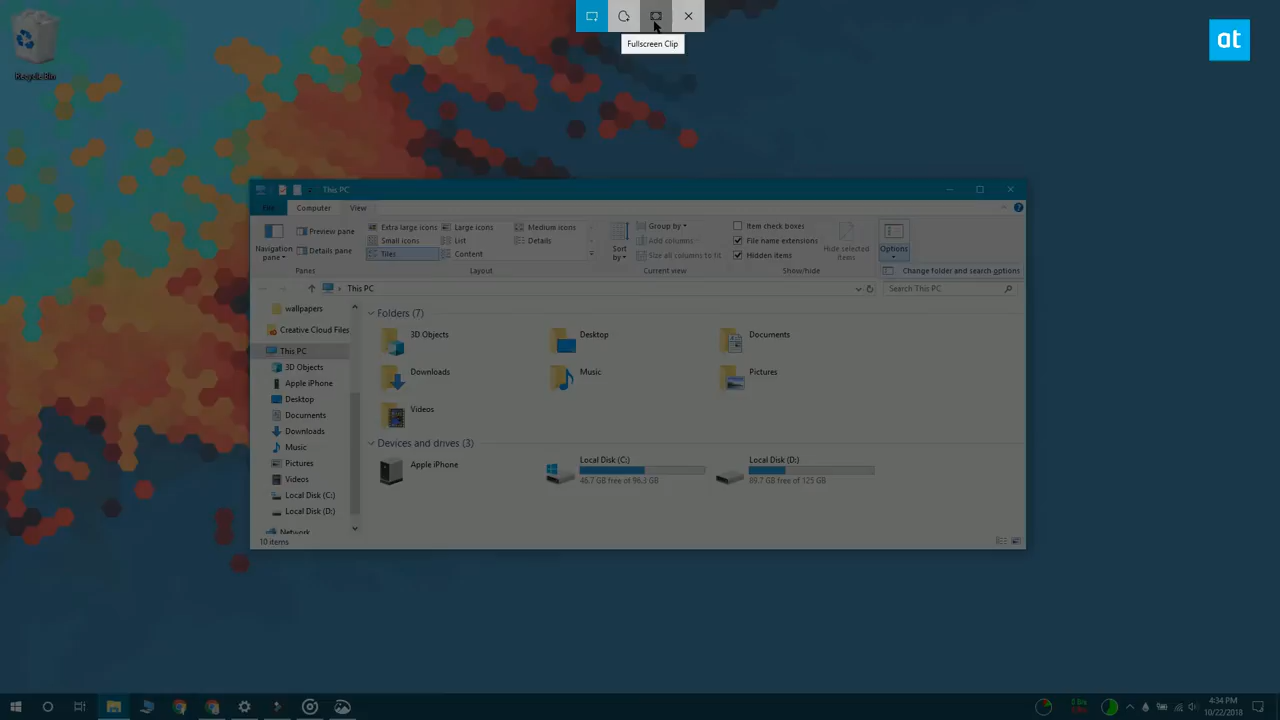 Fullscreen Clip
at
Recycle Bin
This PC
File Computer View
Navigation pane
Preview pane
Details pane
Panes
Extra large icons Large icons Medium icons
Small icons List Details
Tiles Content
Layout
Sort by
Group by
Add columns
Size all columns to fit
Current view
Item check boxes
File name extensions
Hidden items
Hide selected items
Show/hide
Options
Change folder and search options
This PC
Search This PC
wallpapers
Creative Cloud Files
This PC
3D Objects
Apple iPhone
Desktop
Documents
Downloads
Music
Pictures
Videos
Local Disk (C:)
Local Disk (D:)
Network
Folders (7)
3D Objects Desktop Documents
Downloads Music Pictures
Videos
Devices and drives (3)
Apple iPhone
Local Disk (C:)
46.7 GB free of 96.3 GB
Local Disk (D:)
89.7 GB free of 125 GB
10 items
4:34 PM
10/22/2018